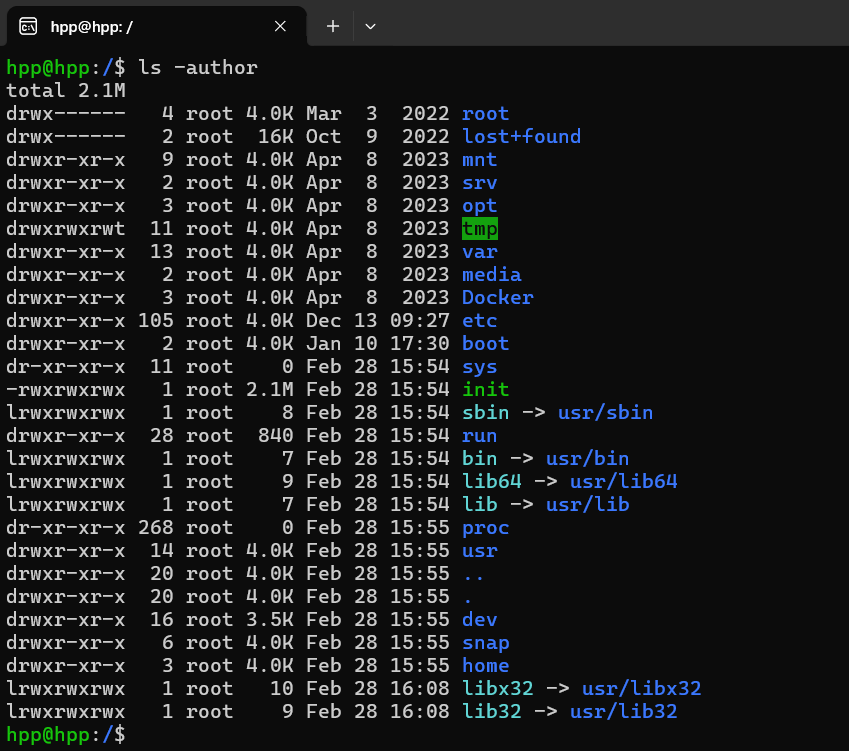 hpp@hpp: /
hpp@hpp:/$ ls -author
total 2.1M
drwx------   4 root 4.0K Mar  3  2022 root
drwx------   2 root  16K Oct  9  2022 lost+found
drwxr-xr-x   9 root 4.0K Apr  8  2023 mnt
drwxr-xr-x   2 root 4.0K Apr  8  2023 srv
drwxr-xr-x   3 root 4.0K Apr  8  2023 opt
drwxrwxrwt  11 root 4.0K Apr  8  2023 tmp
drwxr-xr-x  13 root 4.0K Apr  8  2023 var
drwxr-xr-x   2 root 4.0K Apr  8  2023 media
drwxr-xr-x   3 root 4.0K Apr  8  2023 Docker
drwxr-xr-x 105 root 4.0K Dec 13 09:27 etc
drwxr-xr-x   2 root 4.0K Jan 10 17:30 boot
dr-xr-xr-x  11 root    0 Feb 28 15:54 sys
-rwxrwxrwx   1 root 2.1M Feb 28 15:54 init
lrwxrwxrwx   1 root    8 Feb 28 15:54 sbin -> usr/sbin
drwxr-xr-x  28 root  840 Feb 28 15:54 run
lrwxrwxrwx   1 root    7 Feb 28 15:54 bin -> usr/bin
lrwxrwxrwx   1 root    9 Feb 28 15:54 lib64 -> usr/lib64
lrwxrwxrwx   1 root    7 Feb 28 15:54 lib -> usr/lib
dr-xr-xr-x 268 root    0 Feb 28 15:55 proc
drwxr-xr-x  14 root 4.0K Feb 28 15:55 usr
drwxr-xr-x  20 root 4.0K Feb 28 15:55 ..
drwxr-xr-x  20 root 4.0K Feb 28 15:55 .
drwxr-xr-x  16 root 3.5K Feb 28 15:55 dev
drwxr-xr-x   6 root 4.0K Feb 28 15:55 snap
drwxr-xr-x   3 root 4.0K Feb 28 15:55 home
lrwxrwxrwx   1 root   10 Feb 28 16:08 libx32 -> usr/libx32
lrwxrwxrwx   1 root    9 Feb 28 16:08 lib32 -> usr/lib32
hpp@hpp:/$